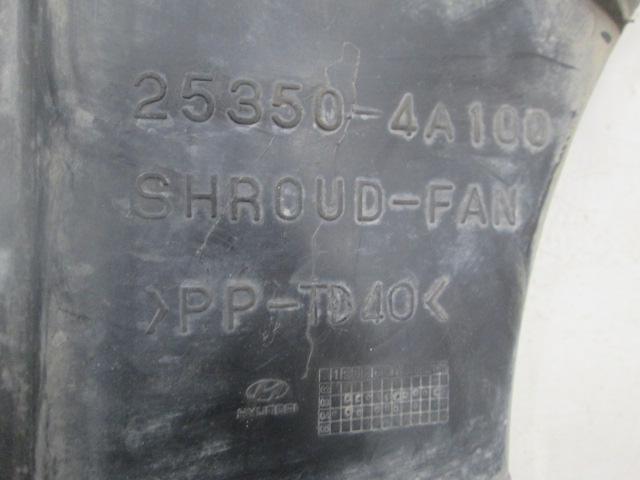 25350-4A100
SHROUD-FAN
>PP-TD40<
HYUNDAI